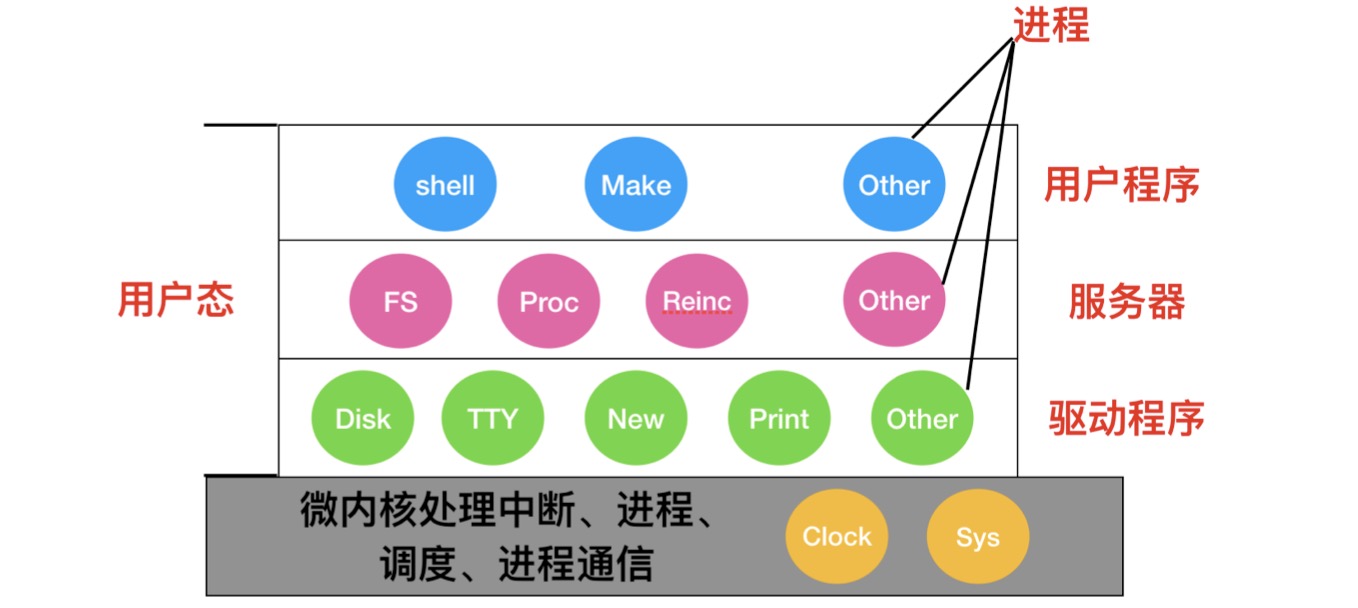 进程
shell
Make
Other
用户程序
用户态
FS
Proc
Reinc
Other
服务器
Disk
TTY
New
Print
Other
驱动程序
微内核处理中断、进程、
调度、进程通信
Clock
Sys